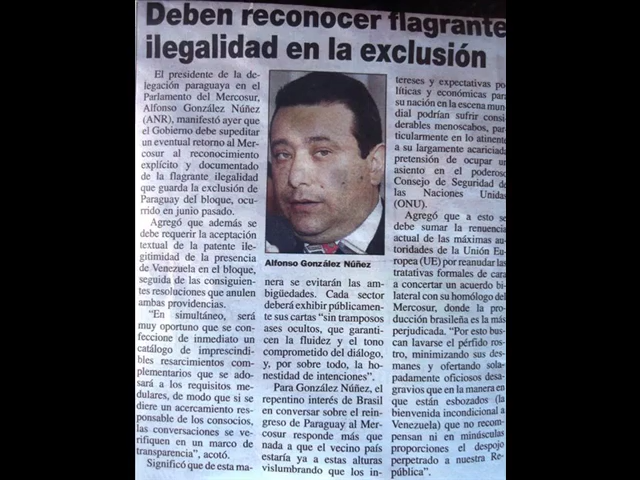 Deben reconocer flagrante
ilegalidad en la exclusión
El presidente de la de-
legación paraguaya en el
Parlamento del Mercosur,
Alfonso González Núñez
(ANR), manifestó ayer que
el Gobierno debe supeditar
un eventual retorno al Mer-
cosur al reconocimiento
explícito y documentado
de la flagrante ilegalidad
que guarda la exclusión de
Paraguay del bloque, ocu-
rrido en junio pasado.
Agregó que además se
debe requerir la aceptación
textual de la patente ile-
gitimidad de la presencia
de Venezuela en el bloque,
seguida de las consiguien-
tes resoluciones que anulen
ambas providencias.
"En simultáneo, será
muy oportuno que se con-
feccione de inmediato un
catálogo de imprescindi-
bles resarcimientos com-
plementarios que se ado-
sará a los requisitos me-
dulares, de modo que si se
diere un acercamiento res-
ponsable de los consocios,
las conversaciones se ve-
rifiquen en un marco de
transparencia", acotó.
Significó que de esta ma-
Alfonso González Núñez
nera se evitarán las am-
bigüedades. Cada sector
deberá exhibir públicamen-
te sus cartas "sin tramposos
ases ocultos, que garanti-
cen la fluidez y el tono
comprometido del diálogo,
y, por sobre todo, la ho-
nestidad de intenciones".
Para González Núñez, el
repentino interés de Brasil
en conversar sobre el rein-
greso de Paraguay al Mer-
cosur responde más que
nada a que el vecino país
estaría ya a estas alturas
vislumbrando que los in-
tereses y expectativas po-
líticas y económicas para
su nación en la escena mun-
dial podrían sufrir consi-
derables menoscabos, par-
ticularmente en lo atinente
a su largamente acariciada
pretensión de ocupar un
asiento en el poderoso
Consejo de Seguridad de
las Naciones Unidas
(ONU).
Agregó que a esto se
debe sumar la renuencia
actual de las máximas au-
toridades de la Unión Euro-
pea (UE) por reanudar las
tratativas formales de cara
a concertar un acuerdo bi-
lateral con su homólogo del
Mercosur, donde la pro-
ducción brasileña es la más
perjudicada. "Por esto bus-
can lavarse el pérfido ros-
tro, minimizando sus des-
manes y ofertando sola-
padamente oficiosos desa-
gravios que en la manera en
que están esbozados (la
bienvenida incondicional a
Venezuela) que no recom-
pensan ni en minúsculas
proporciones el despojo
perpetrado a nuestra Re-
pública".